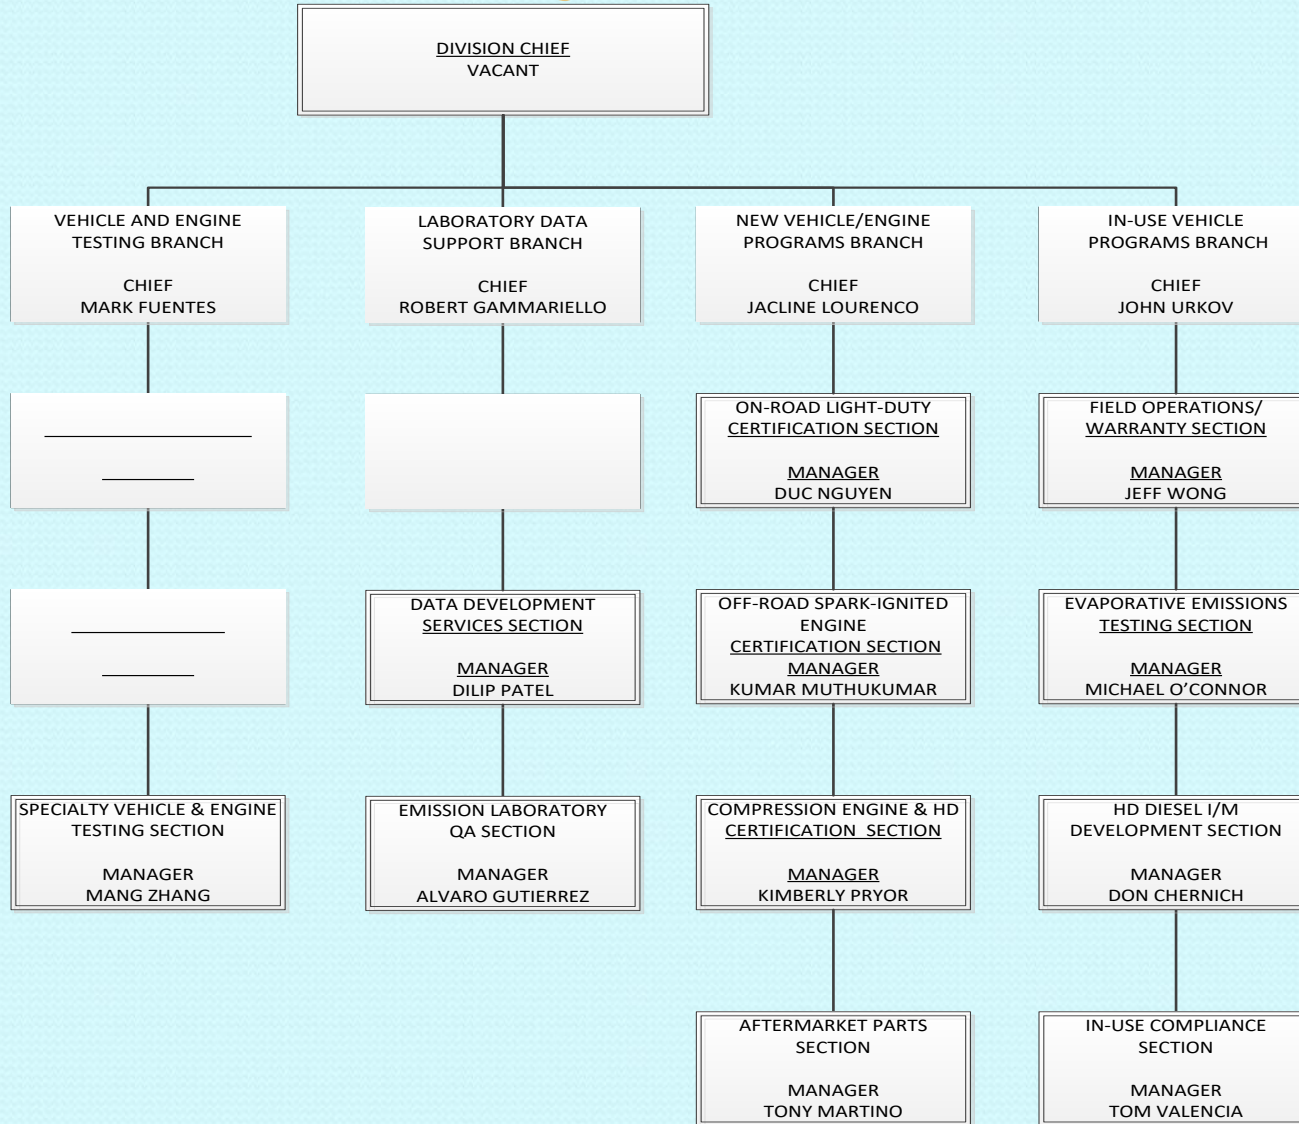 DIVISION CHIEF
VACANT
VEHICLE AND ENGINE
TESTING BRANCH
CHIEF
MARK FUENTES
LABORATORY DATA
SUPPORT BRANCH
CHIEF
ROBERT GAMMARIELLO
NEW VEHICLE/ENGINE
PROGRAMS BRANCH
CHIEF
JACLINE LOURENCO
IN-USE VEHICLE
PROGRAMS BRANCH
CHIEF
JOHN URKOV
ON-ROAD LIGHT-DUTY
CERTIFICATION SECTION
MANAGER
DUC NGUYEN
FIELD OPERATIONS/
WARRANTY SECTION
MANAGER
JEFF WONG
DATA DEVELOPMENT
SERVICES SECTION
MANAGER
DILIP PATEL
OFF-ROAD SPARK-IGNITED
ENGINE
CERTIFICATION SECTION
MANAGER
KUMAR MUTHUKUMAR
EVAPORATIVE EMISSIONS
TESTING SECTION
MANAGER
MICHAEL O’CONNOR
SPECIALTY VEHICLE & ENGINE
TESTING SECTION
MANAGER
MANG ZHANG
EMISSION LABORATORY
QA SECTION
MANAGER
ALVARO GUTIERREZ
COMPRESSION ENGINE & HD
CERTIFICATION  SECTION
MANAGER
KIMBERLY PRYOR
HD DIESEL I/M
DEVELOPMENT SECTION
MANAGER
DON CHERNICH
AFTERMARKET PARTS
SECTION
MANAGER
TONY MARTINO
IN-USE COMPLIANCE
SECTION
MANAGER
TOM VALENCIA